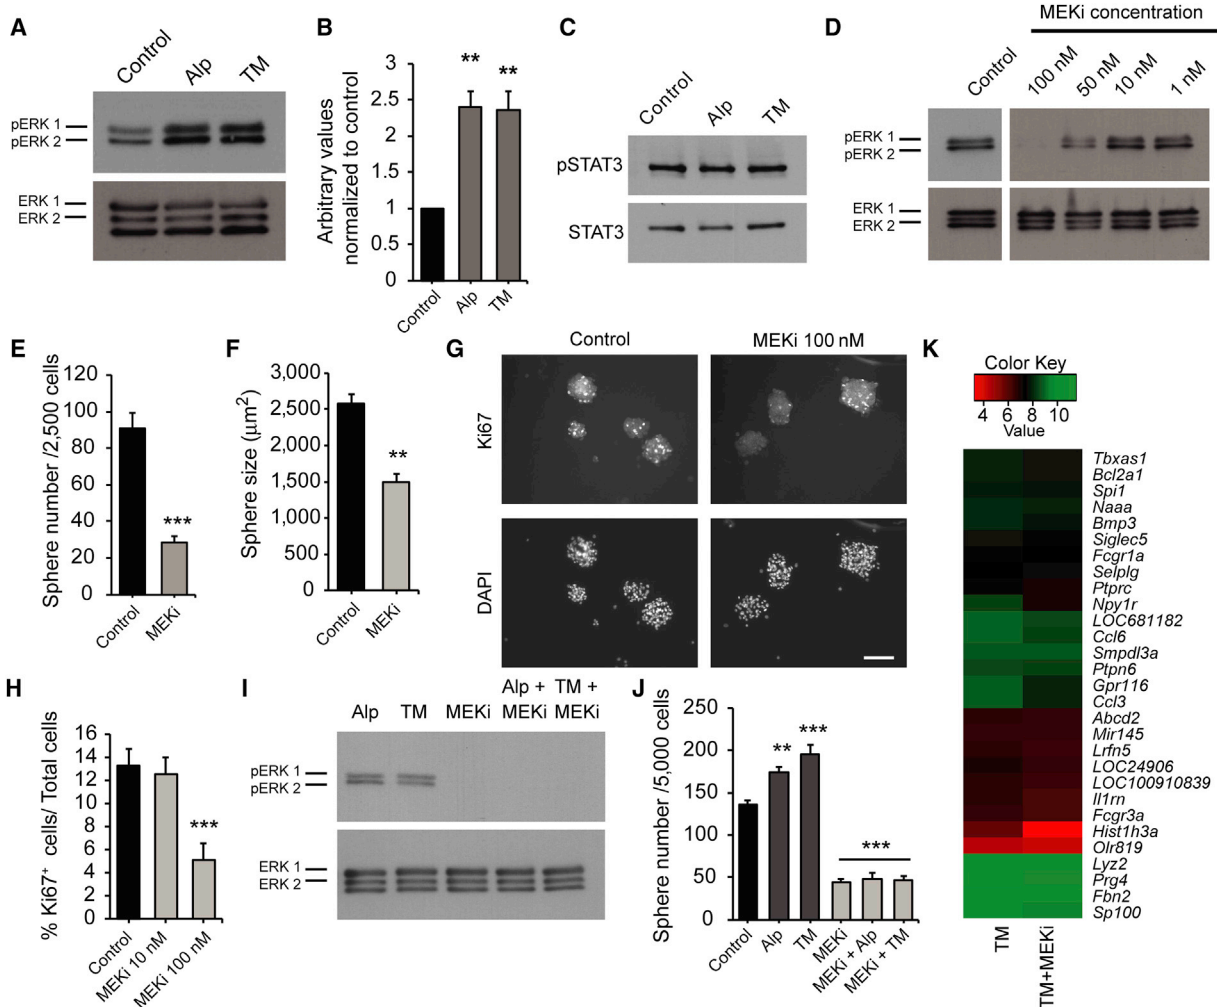 A
Control
Alp
TM
pERK 1
pERK 2
ERK 1
ERK 2
B
Arbitrary values
normalized to control
3
2.5
2
1.5
1
0.5
0
**
**
Control
Alp
TM
C
Control
Alp
TM
pSTAT3
STAT3
D
MEKi concentration
Control
100 nM
50 nM
10 nM
1 nM
pERK 1
pERK 2
ERK 1
ERK 2
E
Sphere number /2,500 cells
120
100
80
60
40
20
0
***
Control
MEKi
F
Sphere size (µm²)
3,000
2,500
2,000
1,500
1,000
500
0
**
Control
MEKi
G
Control
MEKi 100 nM
Ki67
DAPI
H
% Ki67⁺ cells/ Total cells
16
14
12
10
8
6
4
2
0
***
Control
MEKi 10 nM
MEKi 100 nM
I
Alp + TM +
Alp TM MEKi MEKi MEKi
pERK 1
pERK 2
ERK 1
ERK 2
J
Sphere number /5,000 cells
250
200
150
100
50
0
**
***
***
Control
Alp
TM
MEKi
MEKi + Alp
MEKi + TM
K
Color Key
4 6 8 10
Value
Tbxas1
Bcl2a1
Spi1
Naaa
Bmp3
Siglec5
Fcgr1a
Selplg
Ptprc
Npy1r
LOC681182
Ccl6
Smpdl3a
Ptpn6
Gpr116
Ccl3
Abcd2
Mir145
Lrfn5
LOC24906
LOC100910839
Il1rn
Fcgr3a
Hist1h3a
Olr819
Lyz2
Prg4
Fbn2
Sp100
TM
TM+MEKi